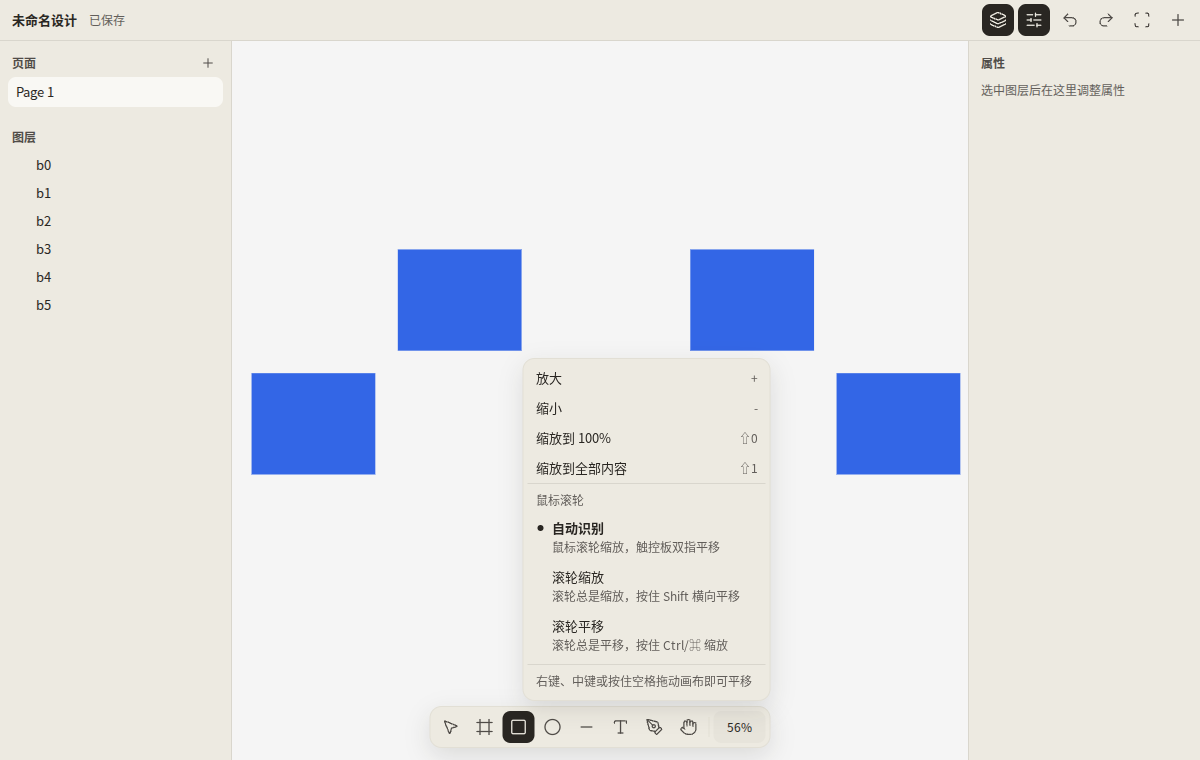 未命名设计 已保存
页面
Page 1
图层
b0
b1
b2
b3
b4
b5
属性
选中图层后在这里调整属性
放大 +
缩小 -
缩放到 100% ⇧0
缩放到全部内容 ⇧1
鼠标滚轮
自动识别
鼠标滚轮缩放，触控板双指平移
滚轮缩放
滚轮总是缩放，按住 Shift 横向平移
滚轮平移
滚轮总是平移，按住 Ctrl/⌘ 缩放
右键、中键或按住空格拖动画布即可平移
56%